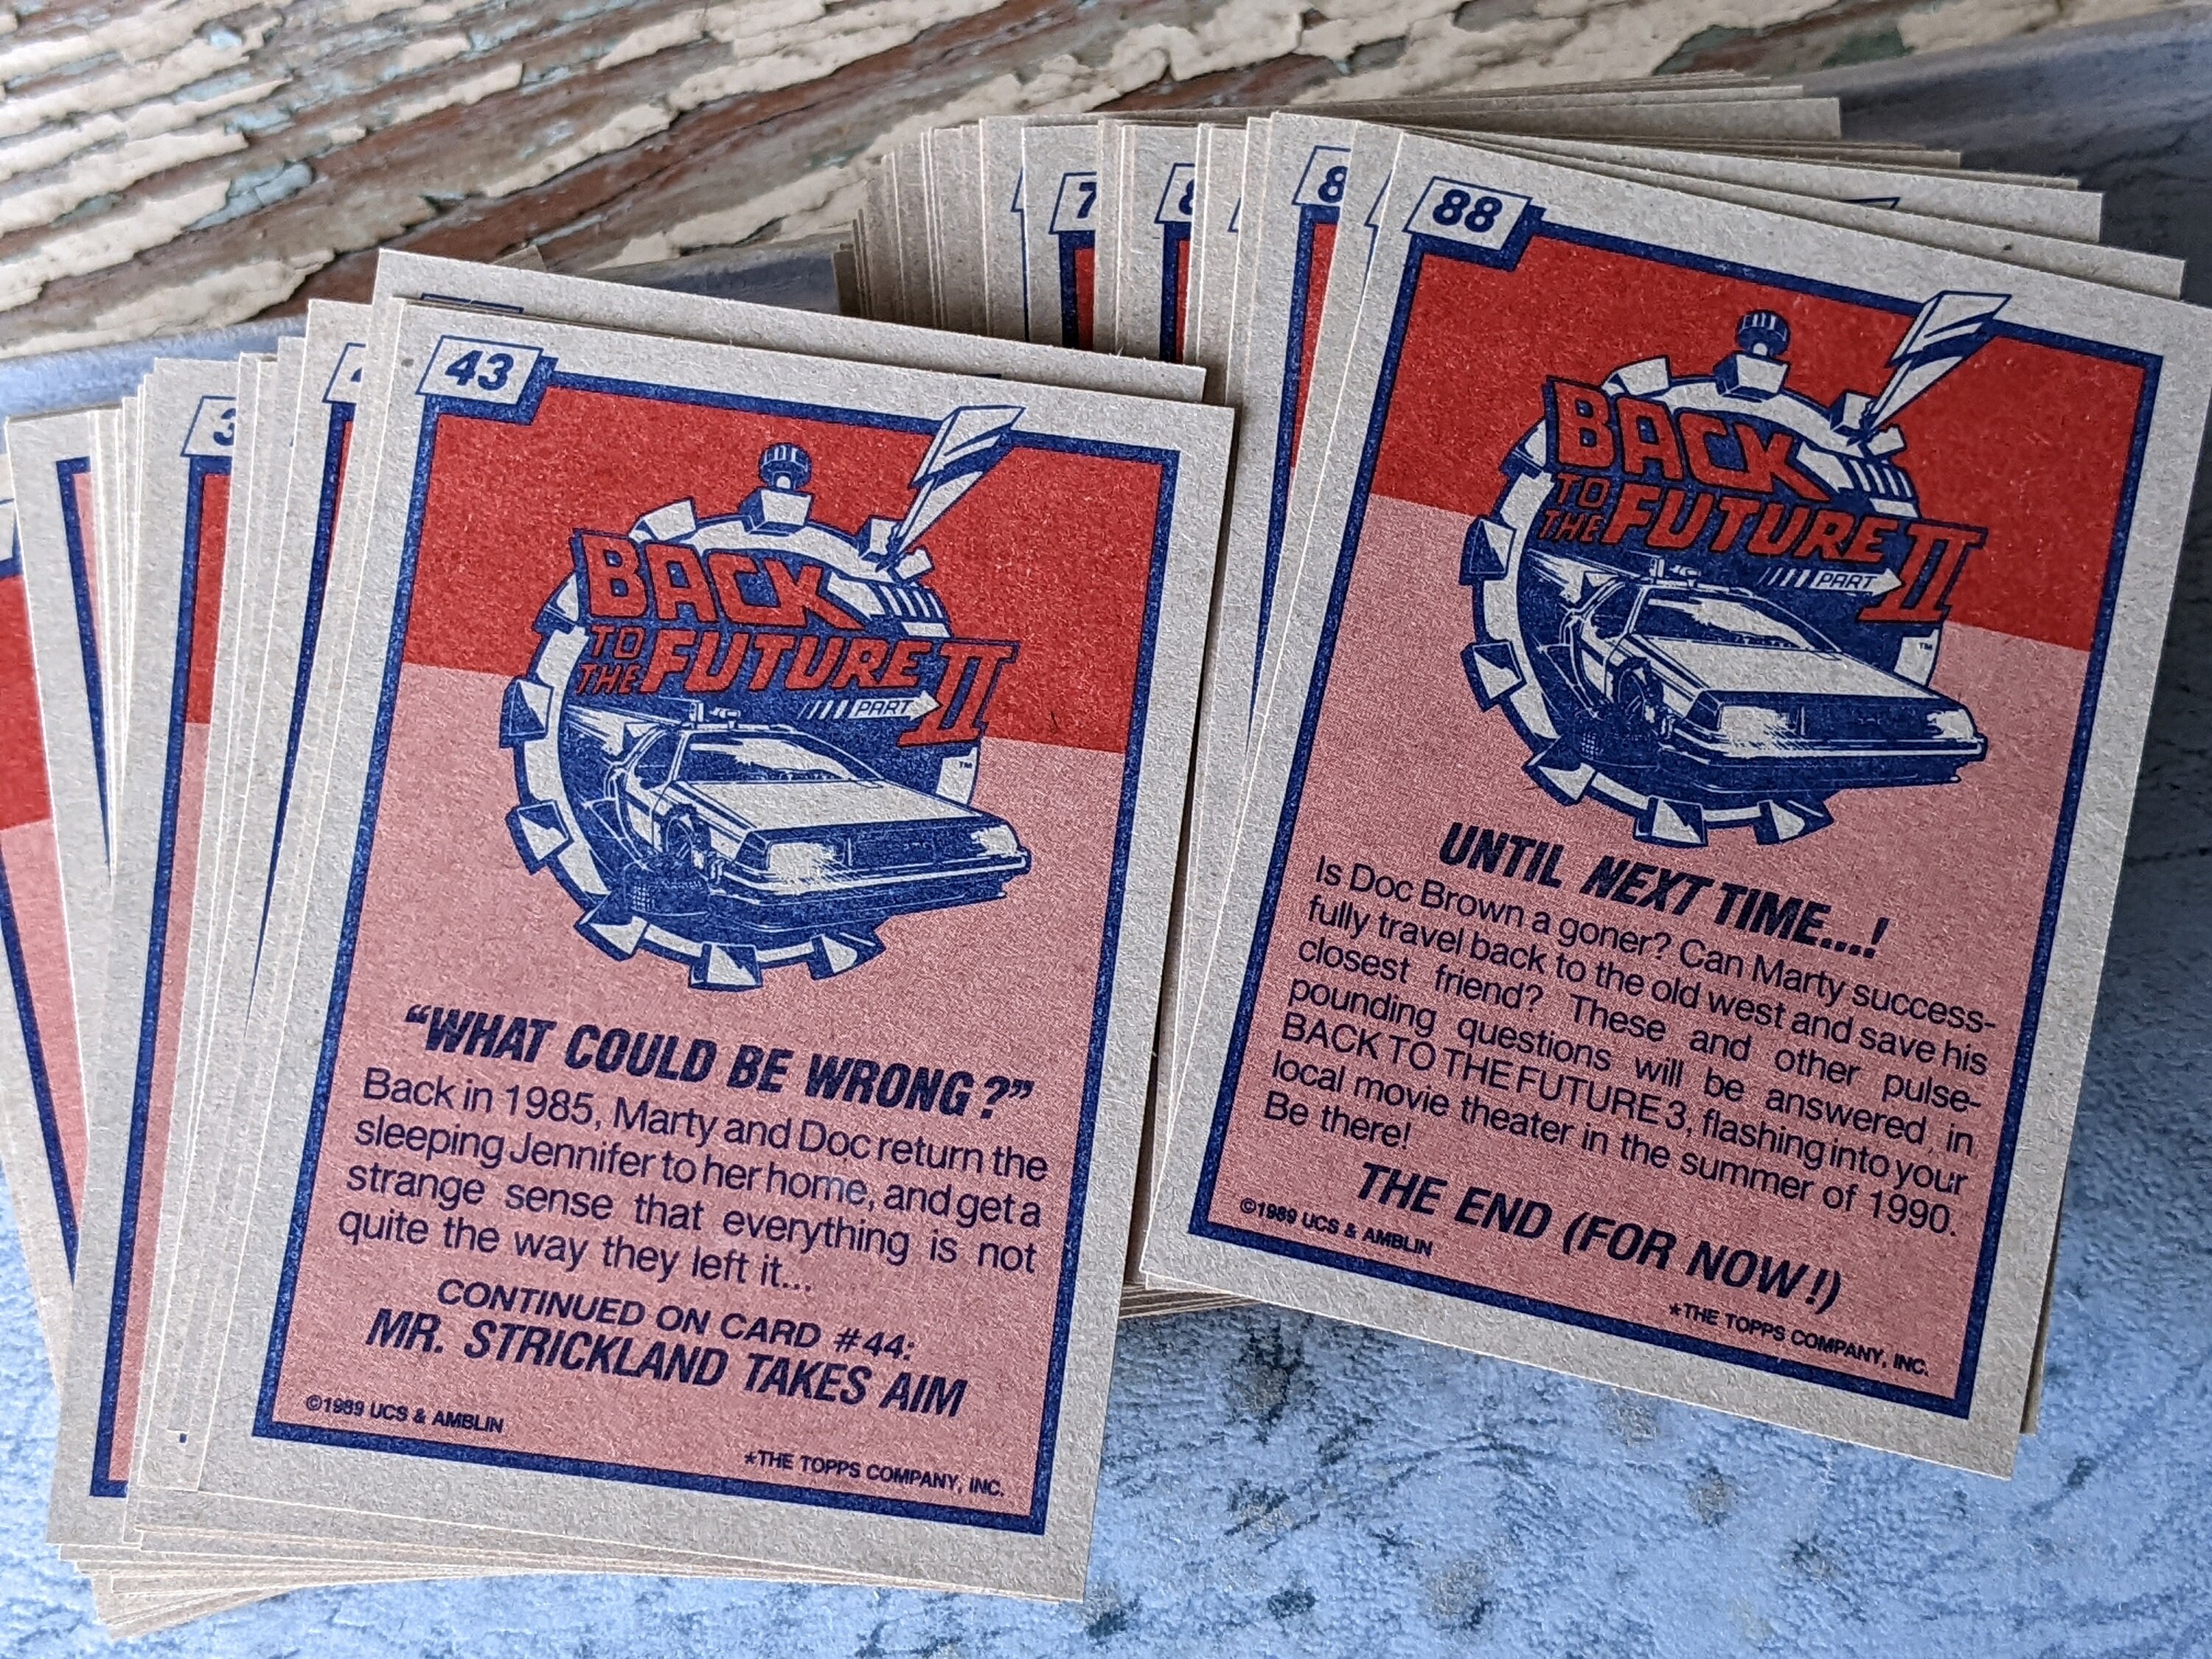 43
BACK
TO
THE FUTURE II
PART
TM
"WHAT COULD BE WRONG?"
Back in 1985, Marty and Doc return the
sleeping Jennifer to her home, and get a
strange sense that everything is not
quite the way they left it...
CONTINUED ON CARD #44:
MR. STRICKLAND TAKES AIM
©1989 UCS & AMBLIN
*THE TOPPS COMPANY, INC.
88
BACK
TO
THE FUTURE II
PART
TM
UNTIL NEXT TIME...!
Is Doc Brown a goner? Can Marty success-
fully travel back to the old west and save his
closest friend? These and other pulse-
pounding questions will be answered in
BACK TO THE FUTURE 3, flashing into your
local movie theater in the summer of 1990.
Be there!
THE END (FOR NOW!)
©1989 UCS & AMBLIN
*THE TOPPS COMPANY, INC.